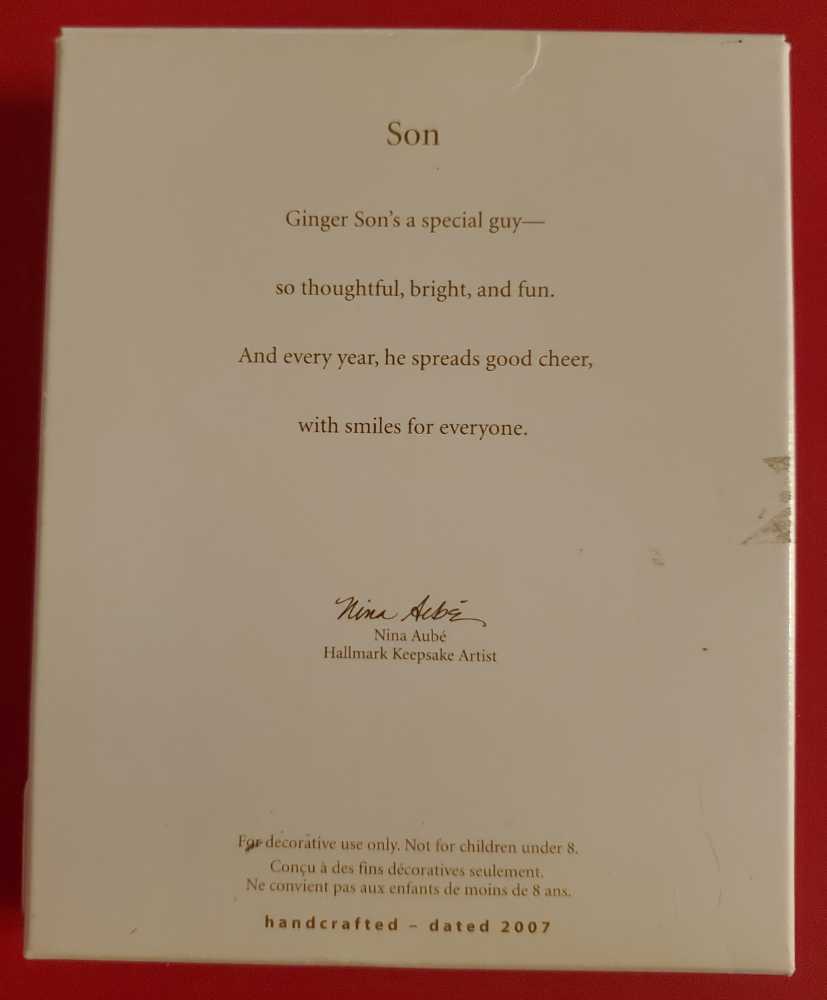 Son
Ginger Son's a special guy—
so thoughtful, bright, and fun.
And every year, he spreads good cheer,
with smiles for everyone.
Nina Aubé
Nina Aubé
Hallmark Keepsake Artist
For decorative use only. Not for children under 8.
Conçu à des fins décoratives seulement.
Ne convient pas aux enfants de moins de 8 ans.
handcrafted – dated 2007